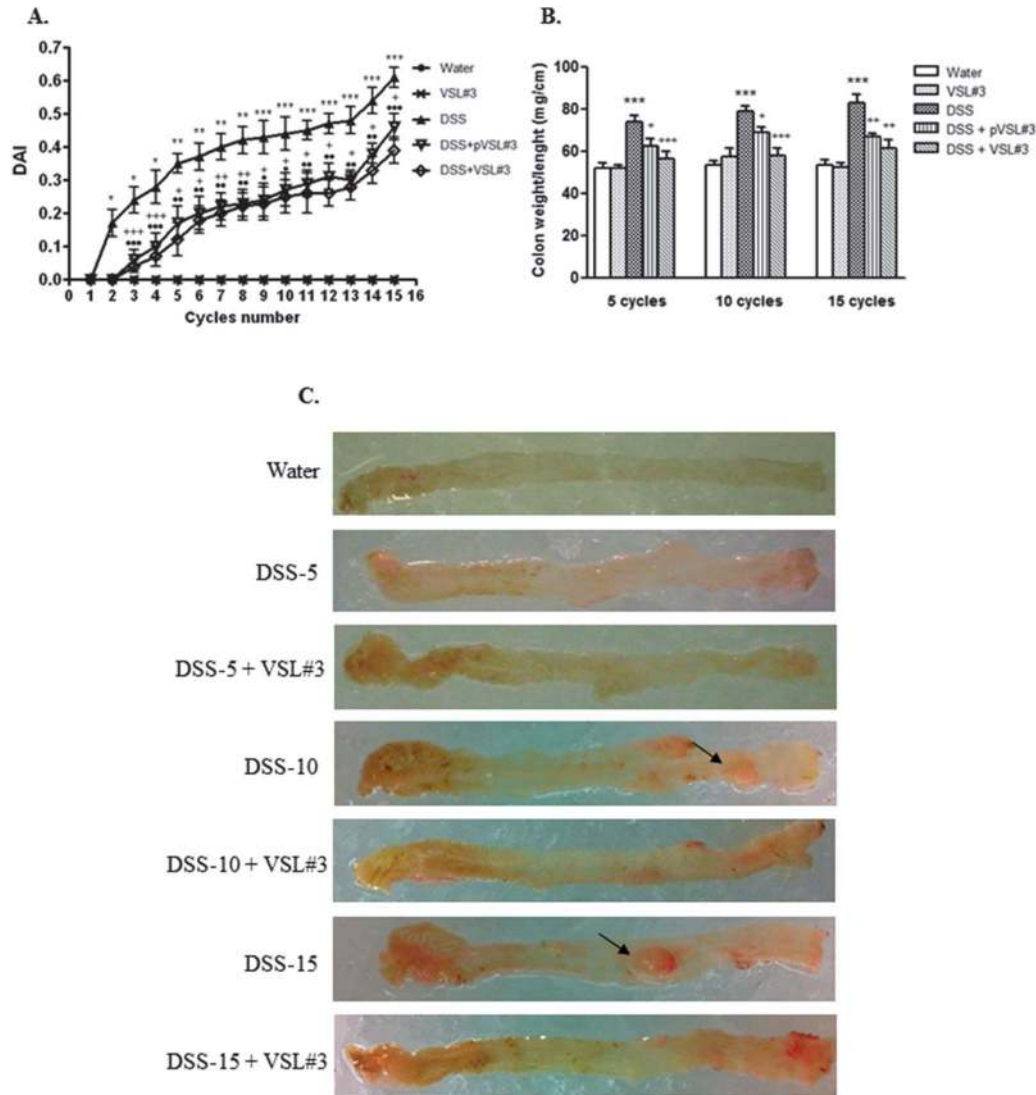 A.
DAI
0.7
0.6
0.5
0.4
0.3
0.2
0.1
0.0
0 1 2 3 4 5 6 7 8 9 10 11 12 13 14 15 16
Cycles number
Water
VSL#3
DSS
DSS+pVSL#3
DSS+VSL#3
B.
Colon weight/lenght (mg/cm)
100
80
60
40
20
0
5 cycles 10 cycles 15 cycles
Water
VSL#3
DSS
DSS + pVSL#3
DSS + VSL#3
C.
Water
DSS-5
DSS-5 + VSL#3
DSS-10
DSS-10 + VSL#3
DSS-15
DSS-15 + VSL#3